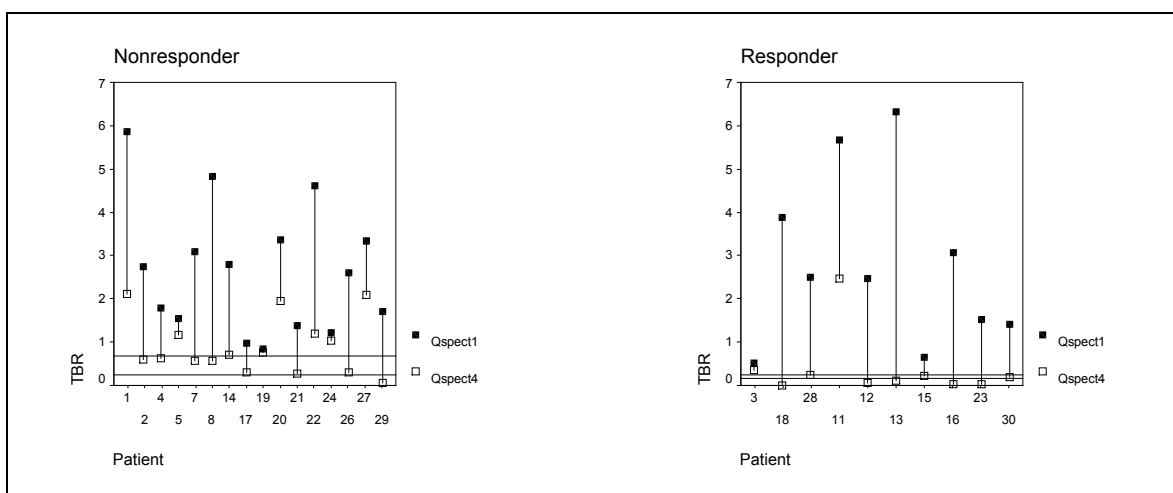 Nonresponder
7
6
5
4
3
2
1
0
TBR
1 4 7 14 19 21 24 27
2 5 8 17 20 22 26 29
Patient
Qspect1
Qspect4
Responder
7
6
5
4
3
2
1
0
TBR
3 28 12 15 23
18 11 13 16 30
Patient
Qspect1
Qspect4